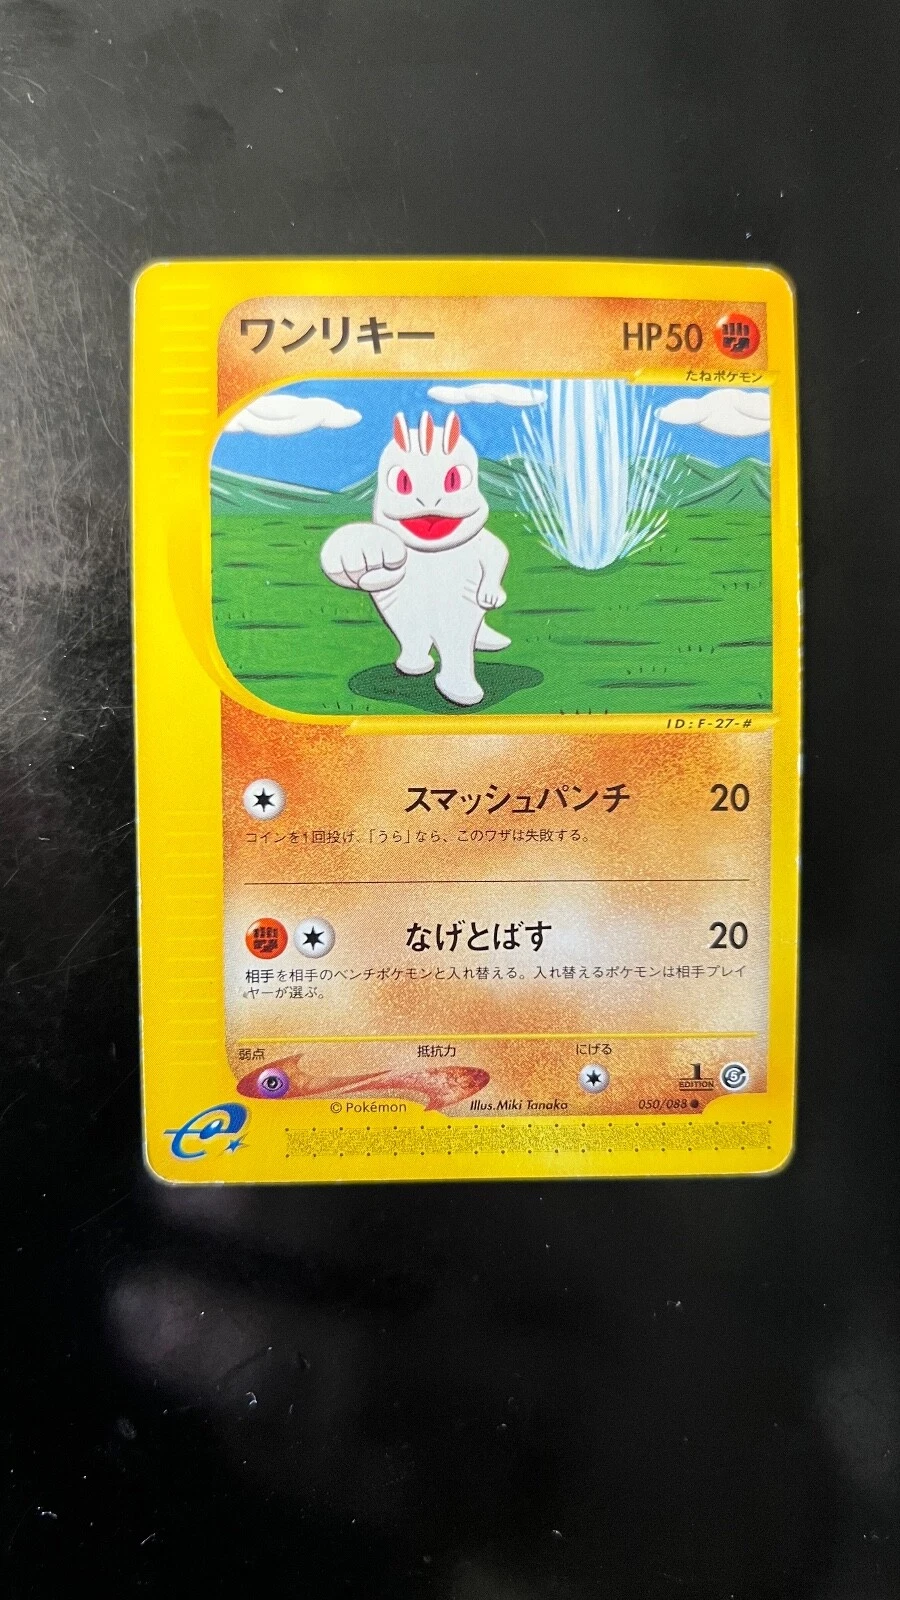 ワンリキー HP50
たねポケモン
ID:F-27-#
スマッシュパンチ 20
コインを1回投げ、「うら」なら、このワザは失敗する。
なげとばす 20
相手を相手のベンチポケモンと入れ替える。入れ替えるポケモンは相手プレイ
ヤーが選ぶ。
弱点 抵抗力 にげる
1
EDITION
5
© Pokémon Illus.Miki Tanaka 050/088
e